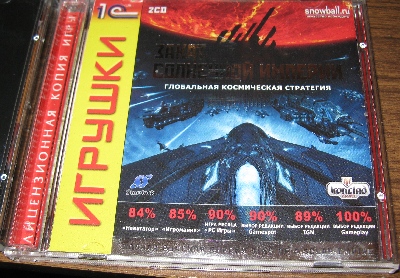 ЛИЦЕНЗИОННАЯ КОПИЯ ИГРЫ
ИГРУШКИ
1С
2CD
snowball.ru
ГЛОБАЛЬНАЯ КОСМИЧЕСКАЯ СТРАТЕГИЯ
84% 85% 90% 90% 89% 100%
«Навигатор» «Игромания» ИГРА МЕСЯЦА «PC Игры» ВЫБОР РЕДАКЦИИ Gamespot ВЫБОР РЕДАКЦИИ IGN ВЫБОР РЕДАКЦИИ Gameplay